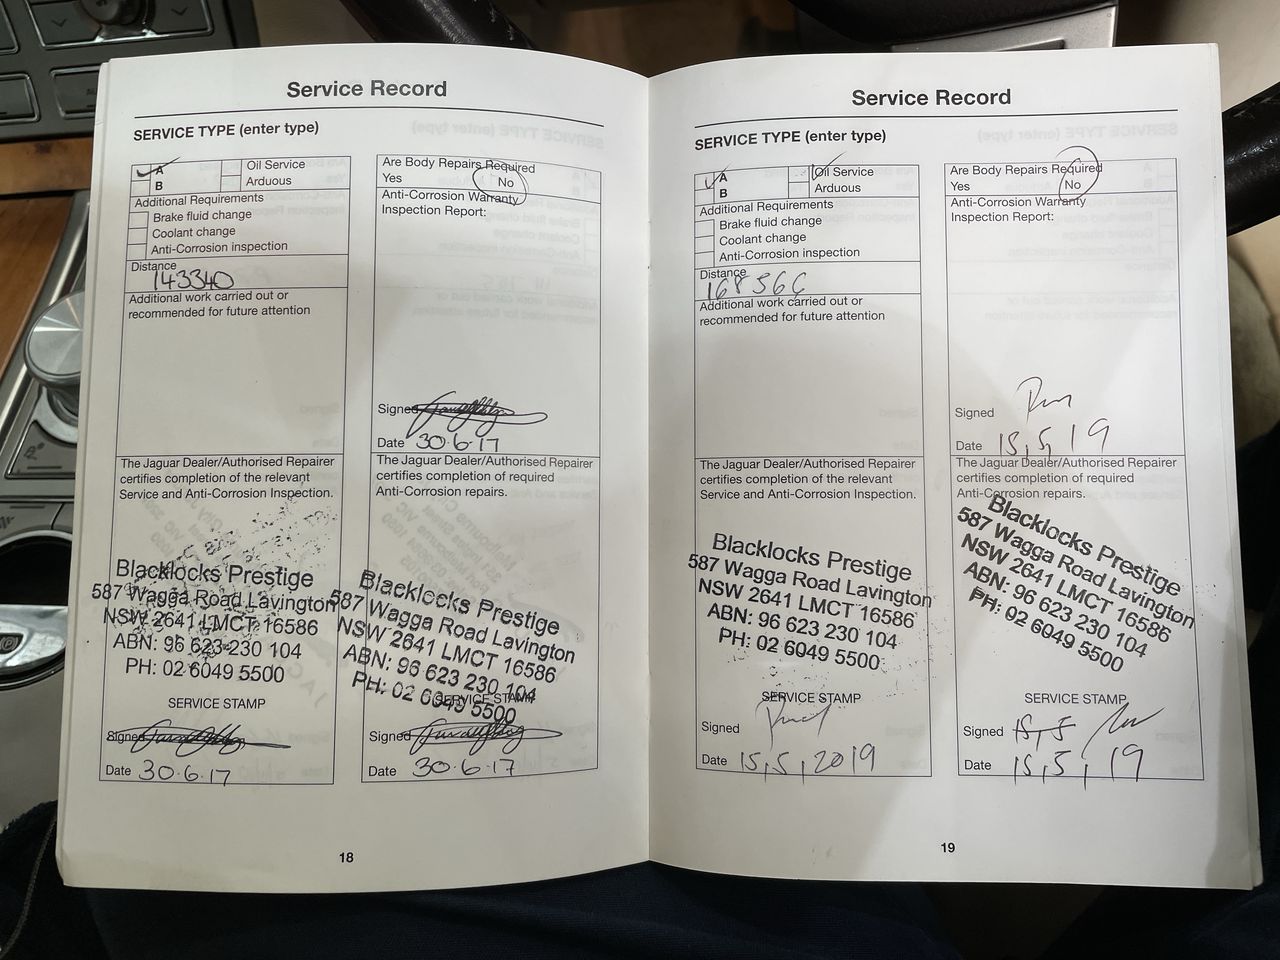 Service Record
SERVICE TYPE (enter type)
A
B
Oil Service
Arduous
Additional Requirements
Brake fluid change
Coolant change
Anti-Corrosion inspection
Distance
143340
Additional work carried out or
recommended for future attention
The Jaguar Dealer/Authorised Repairer
certifies completion of the relevant
Service and Anti-Corrosion Inspection.
Blacklocks Prestige
587 Wagga Road Lavington
NSW 2641 LMCT 16586
ABN: 96 623 230 104
PH: 02 6049 5500
SERVICE STAMP
Signed
Date 30.6.17
Are Body Repairs Required
Yes No
Anti-Corrosion Warranty
Inspection Report:
Signed
Date 30.6.17
The Jaguar Dealer/Authorised Repairer
certifies completion of required
Anti-Corrosion repairs.
Blacklocks Prestige
587 Wagga Road Lavington
NSW 2641 LMCT 16586
ABN: 96 623 230 104
PH: 02 6049 5500
SERVICE STAMP
Signed
Date 30.6.17
18
Service Record
SERVICE TYPE (enter type)
A
B
Oil Service
Arduous
Additional Requirements
Brake fluid change
Coolant change
Anti-Corrosion inspection
Distance
Additional work carried out or
recommended for future attention
The Jaguar Dealer/Authorised Repairer
certifies completion of the relevant
Service and Anti-Corrosion Inspection.
Blacklocks Prestige
587 Wagga Road Lavington
NSW 2641 LMCT 16586
ABN: 96 623 230 104
PH: 02 6049 5500
SERVICE STAMP
Signed
Date 15,5,2019
Are Body Repairs Required
Yes No
Anti-Corrosion Warranty
Inspection Report:
Signed
Date 15,5,19
The Jaguar Dealer/Authorised Repairer
certifies completion of required
Anti-Corrosion repairs.
Blacklocks Prestige
587 Wagga Road Lavington
NSW 2641 LMCT 16586
ABN: 96 623 230 104
PH: 02 6049 5500
SERVICE STAMP
Signed
Date 15,5,19
19